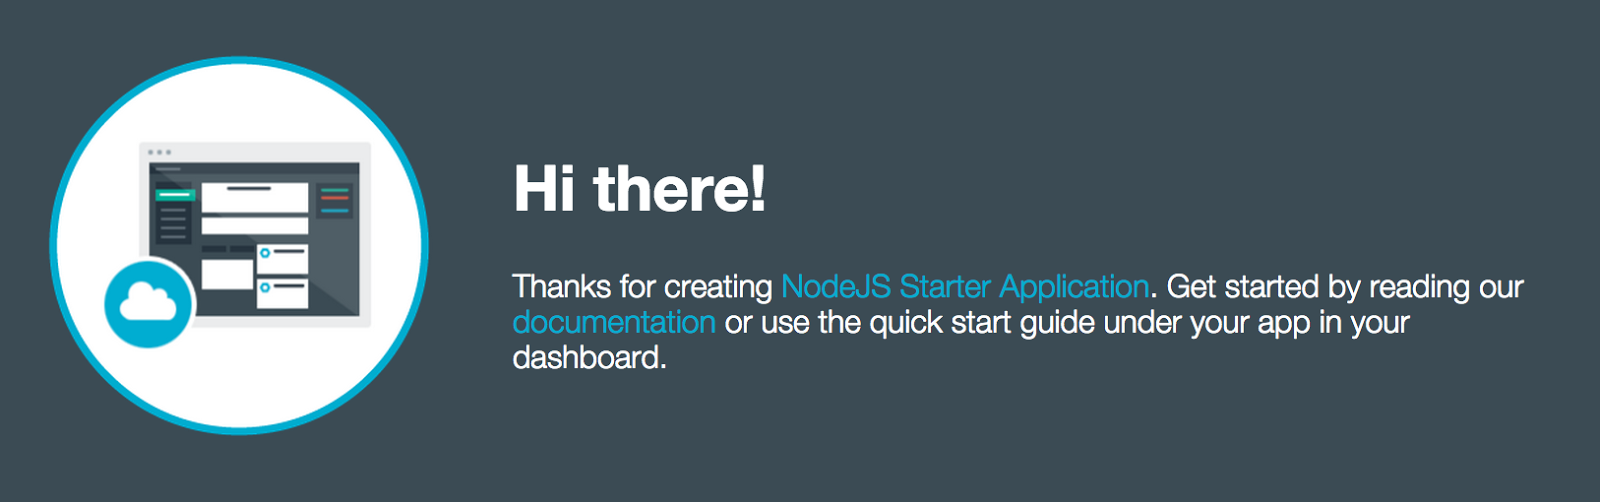 Hi there!
Thanks for creating NodeJS Starter Application. Get started by reading our
documentation or use the quick start guide under your app in your
dashboard.